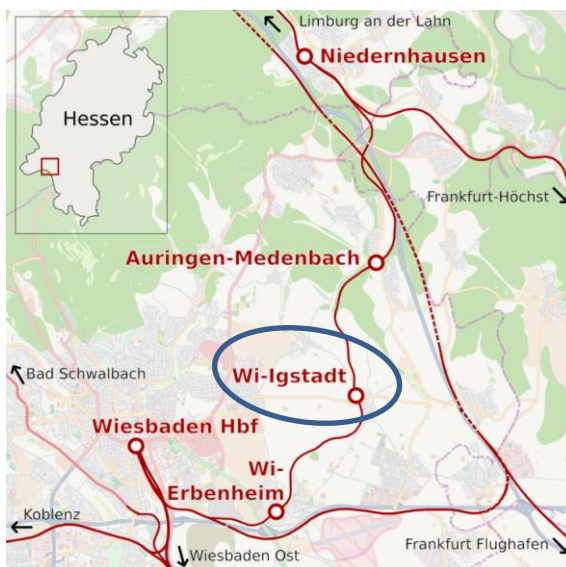 Limburg an der Lahn
Niedernhausen
Hessen
Frankfurt-Höchst
Auringen-Medenbach
Bad Schwalbach
Wi-Igstadt
Wiesbaden Hbf
Wi-
Erbenheim
Koblenz
Wiesbaden Ost
Frankfurt Flughafen